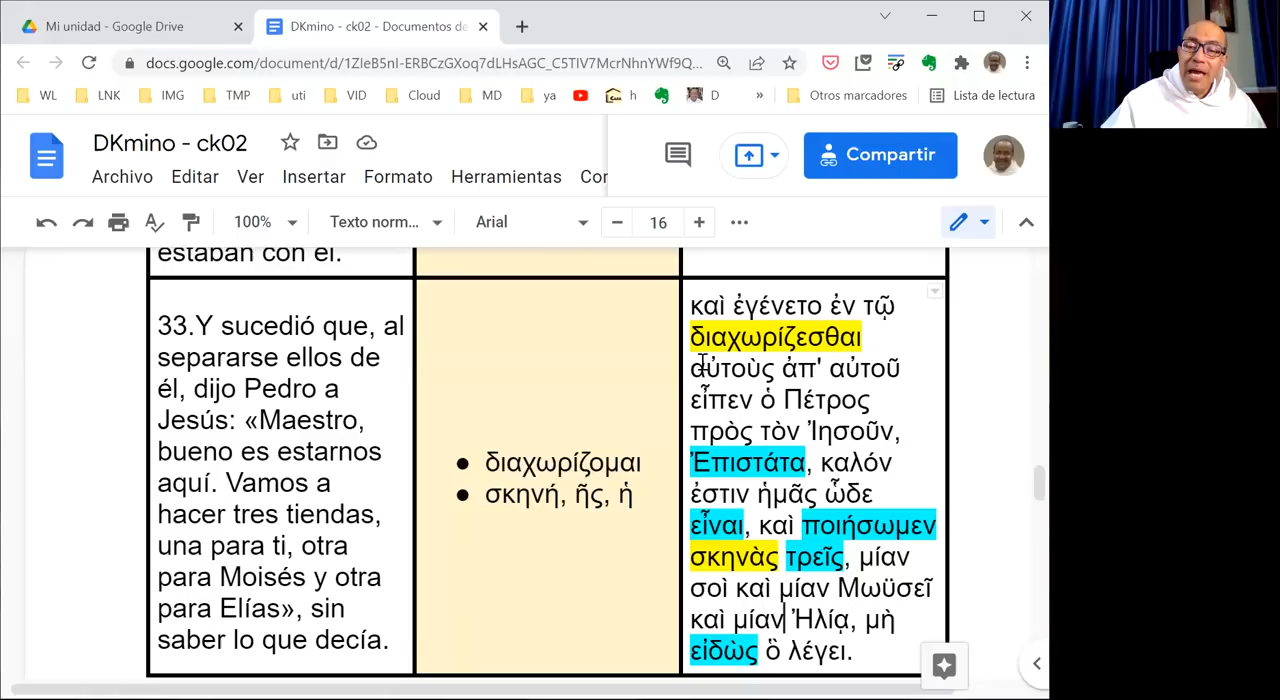 Mi unidad - Google Drive
DKmino - ck02 - Documentos de
docs.google.com/document/d/1ZIeB5nI-ERBCzGXoq7dLHsAGC_C5TIV7McrNhnYWf9Q...
WL
LNK
IMG
TMP
uti
VID
Cloud
MD
ya
h
D
»
Otros marcadores
Lista de lectura
DKmino - ck02
Archivo Editar Ver Insertar Formato Herramientas Cor
Compartir
100%
Texto norm...
Arial
16
estaban con él.
33.Y sucedió que, al
separarse ellos de
él, dijo Pedro a
Jesús: «Maestro,
bueno es estarnos
aquí. Vamos a
hacer tres tiendas,
una para ti, otra
para Moisés y otra
para Elías», sin
saber lo que decía.
● διαχωρίζομαι
● σκηνή, ῆς, ἡ
καὶ ἐγένετο ἐν τῷ
διαχωρίζεσθαι
αὐτοὺς ἀπ' αὐτοῦ
εἶπεν ὁ Πέτρος
πρὸς τὸν Ἰησοῦν,
Ἐπιστάτα, καλόν
ἐστιν ἡμᾶς ὧδε
εἶναι, καὶ ποιήσωμεν
σκηνὰς τρεῖς, μίαν
σοὶ καὶ μίαν Μωϋσεῖ
καὶ μίαν Ἠλίᾳ, μὴ
εἰδὼς ὃ λέγει.